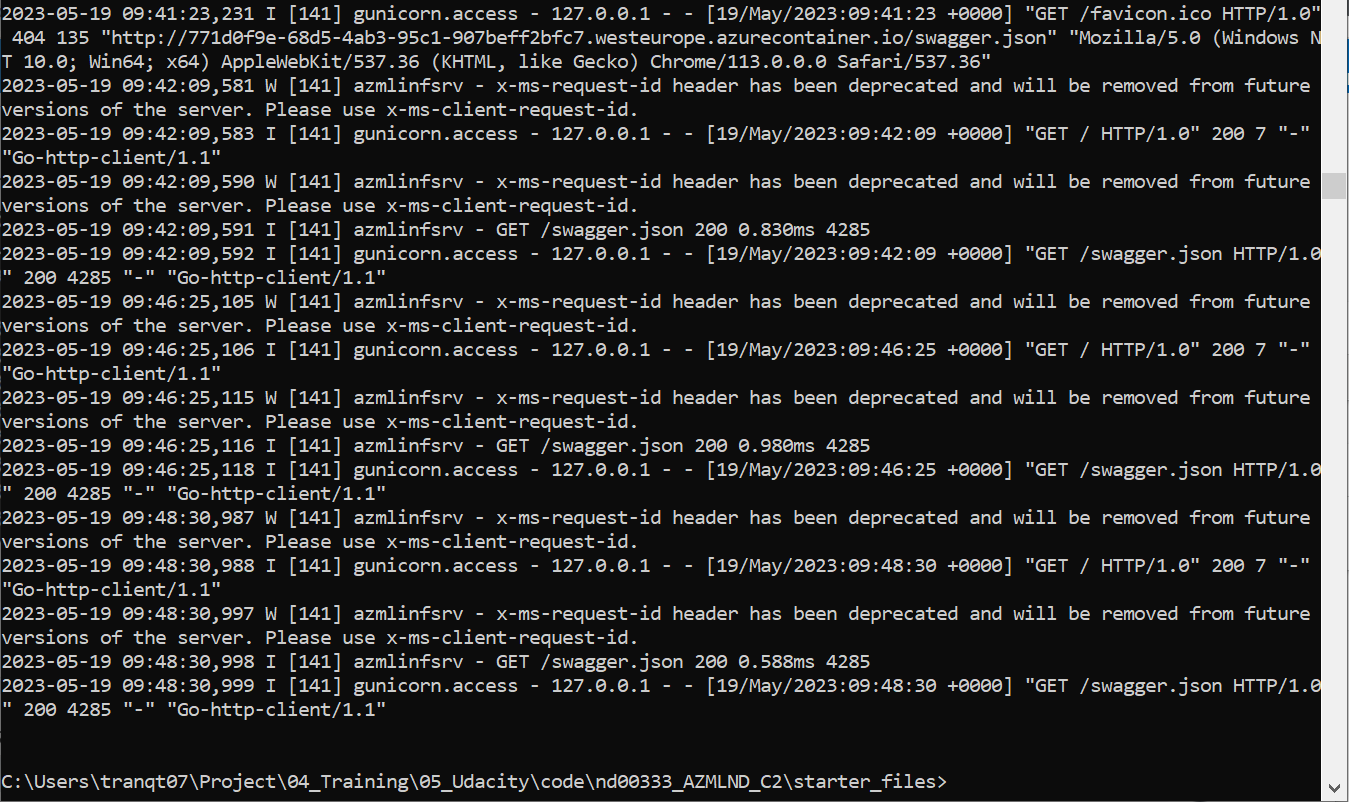 2023-05-19 09:41:23,231 I [141] gunicorn.access - 127.0.0.1 - - [19/May/2023:09:41:23 +0000] "GET /favicon.ico HTTP/1.0"
 404 135 "http://771d0f9e-68d5-4ab3-95c1-907beff2bfc7.westeurope.azurecontainer.io/swagger.json" "Mozilla/5.0 (Windows N
T 10.0; Win64; x64) AppleWebKit/537.36 (KHTML, like Gecko) Chrome/113.0.0.0 Safari/537.36"
2023-05-19 09:42:09,581 W [141] azmlinfsrv - x-ms-request-id header has been deprecated and will be removed from future
versions of the server. Please use x-ms-client-request-id.
2023-05-19 09:42:09,583 I [141] gunicorn.access - 127.0.0.1 - - [19/May/2023:09:42:09 +0000] "GET / HTTP/1.0" 200 7 "-"
"Go-http-client/1.1"
2023-05-19 09:42:09,590 W [141] azmlinfsrv - x-ms-request-id header has been deprecated and will be removed from future
versions of the server. Please use x-ms-client-request-id.
2023-05-19 09:42:09,591 I [141] azmlinfsrv - GET /swagger.json 200 0.830ms 4285
2023-05-19 09:42:09,592 I [141] gunicorn.access - 127.0.0.1 - - [19/May/2023:09:42:09 +0000] "GET /swagger.json HTTP/1.0
" 200 4285 "-" "Go-http-client/1.1"
2023-05-19 09:46:25,105 W [141] azmlinfsrv - x-ms-request-id header has been deprecated and will be removed from future
versions of the server. Please use x-ms-client-request-id.
2023-05-19 09:46:25,106 I [141] gunicorn.access - 127.0.0.1 - - [19/May/2023:09:46:25 +0000] "GET / HTTP/1.0" 200 7 "-"
"Go-http-client/1.1"
2023-05-19 09:46:25,115 W [141] azmlinfsrv - x-ms-request-id header has been deprecated and will be removed from future
versions of the server. Please use x-ms-client-request-id.
2023-05-19 09:46:25,116 I [141] azmlinfsrv - GET /swagger.json 200 0.980ms 4285
2023-05-19 09:46:25,118 I [141] gunicorn.access - 127.0.0.1 - - [19/May/2023:09:46:25 +0000] "GET /swagger.json HTTP/1.0
" 200 4285 "-" "Go-http-client/1.1"
2023-05-19 09:48:30,987 W [141] azmlinfsrv - x-ms-request-id header has been deprecated and will be removed from future
versions of the server. Please use x-ms-client-request-id.
2023-05-19 09:48:30,988 I [141] gunicorn.access - 127.0.0.1 - - [19/May/2023:09:48:30 +0000] "GET / HTTP/1.0" 200 7 "-"
"Go-http-client/1.1"
2023-05-19 09:48:30,997 W [141] azmlinfsrv - x-ms-request-id header has been deprecated and will be removed from future
versions of the server. Please use x-ms-client-request-id.
2023-05-19 09:48:30,998 I [141] azmlinfsrv - GET /swagger.json 200 0.588ms 4285
2023-05-19 09:48:30,999 I [141] gunicorn.access - 127.0.0.1 - - [19/May/2023:09:48:30 +0000] "GET /swagger.json HTTP/1.0
" 200 4285 "-" "Go-http-client/1.1"
C:\Users\tranqt07\Project\04_Training\05_Udacity\code\nd00333_AZMLND_C2\starter_files>